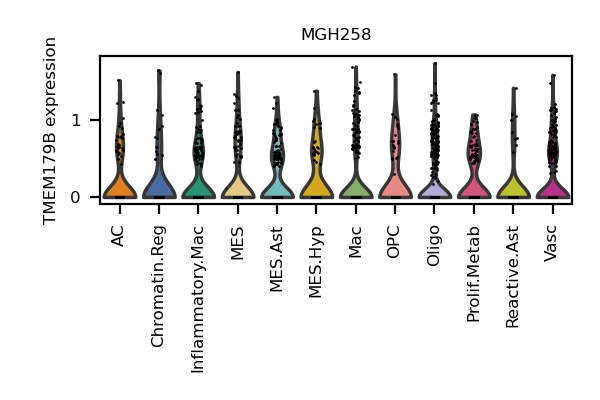 MGH258
TMEM179B expression
1
0
AC
Chromatin.Reg
Inflammatory.Mac
MES
MES.Ast
MES.Hyp
Mac
OPC
Oligo
Prolif.Metab
Reactive.Ast
Vasc